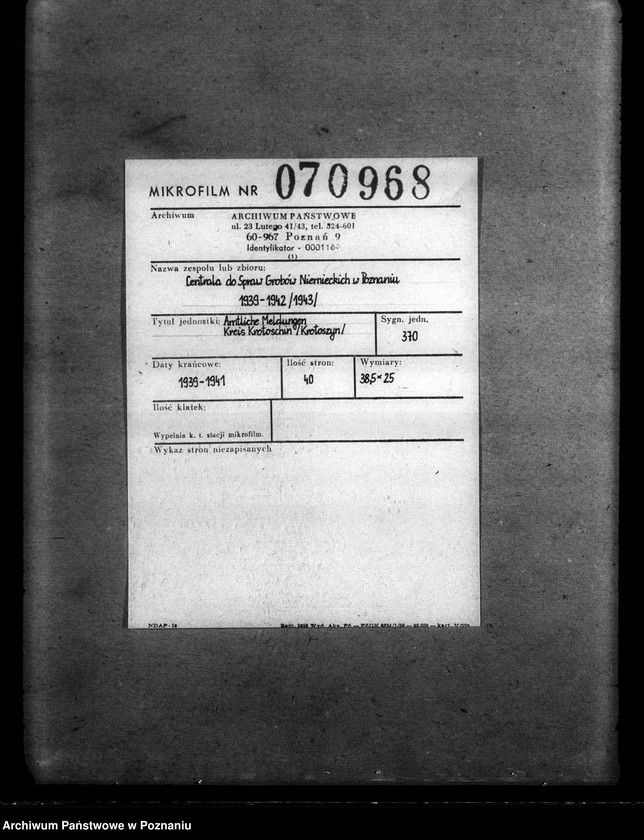 MIKROFILM NR 070968
Archiwum
ARCHIWUM PAŃSTWOWE
ul. 23 Lutego 41/43, tel. 524-601
60-967 Poznań 9
Identyfikator - 000116
(1)
Nazwa zespołu lub zbioru:
Centrala do Spraw Grobów Niemieckich w Poznaniu
1939-1942 /1943/
Tytuł jednostki: Amtliche Meldungen
Kreis Krotoschin /Krotoszyn/
Sygn. jedn.
370
Daty krańcowe:
1939-1941
Ilość stron:
40
Wymiary:
38,5 × 25
Ilość klatek:
Wypełnia k. t. stacji mikrofilm.
Wykaz stron niezapisanych
NDAP-18
Archiwum Państwowe w Poznaniu